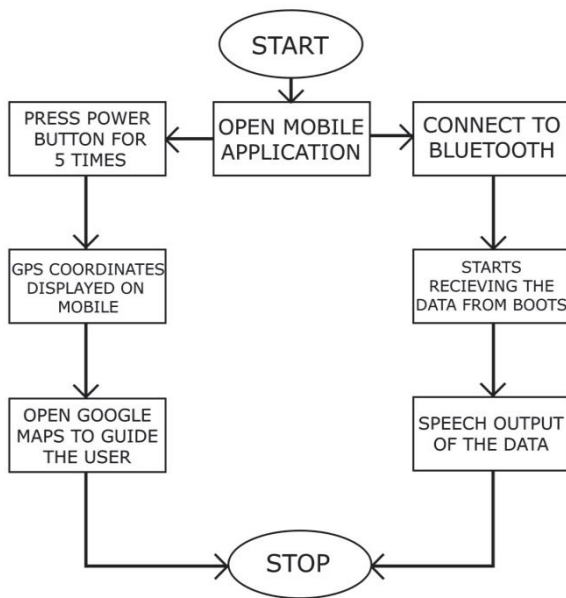 START
OPEN MOBILE
APPLICATION
PRESS POWER
BUTTON FOR
5 TIMES
GPS COORDINATES
DISPLAYED ON
MOBILE
OPEN GOOGLE
MAPS TO GUIDE
THE USER
CONNECT TO
BLUETOOTH
STARTS
RECIEVING THE
DATA FROM BOOTS
SPEECH OUTPUT
OF THE DATA
STOP